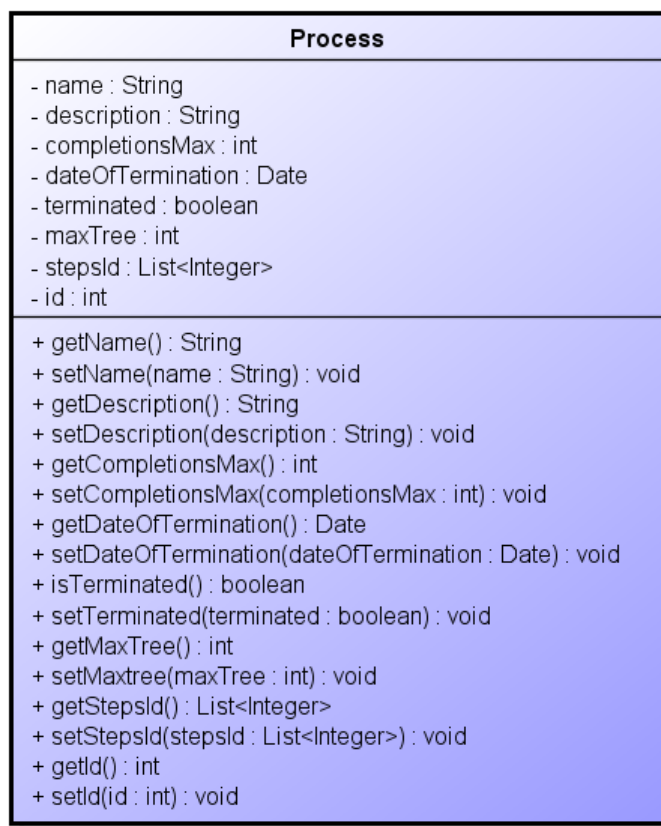 Process
- name : String
- description : String
- completionsMax : int
- dateOfTermination : Date
- terminated : boolean
- maxTree : int
- stepsId : List<Integer>
- id : int
+ getName() : String
+ setName(name : String) : void
+ getDescription() : String
+ setDescription(description : String) : void
+ getCompletionsMax() : int
+ setCompletionsMax(completionsMax : int) : void
+ getDateOfTermination() : Date
+ setDateOfTermination(dateOfTermination : Date) : void
+ isTerminated() : boolean
+ setTerminated(terminated : boolean) : void
+ getMaxTree() : int
+ setMaxtree(maxTree : int) : void
+ getStepsId() : List<Integer>
+ setStepsId(stepsId : List<Integer>) : void
+ getId() : int
+ setId(id : int) : void